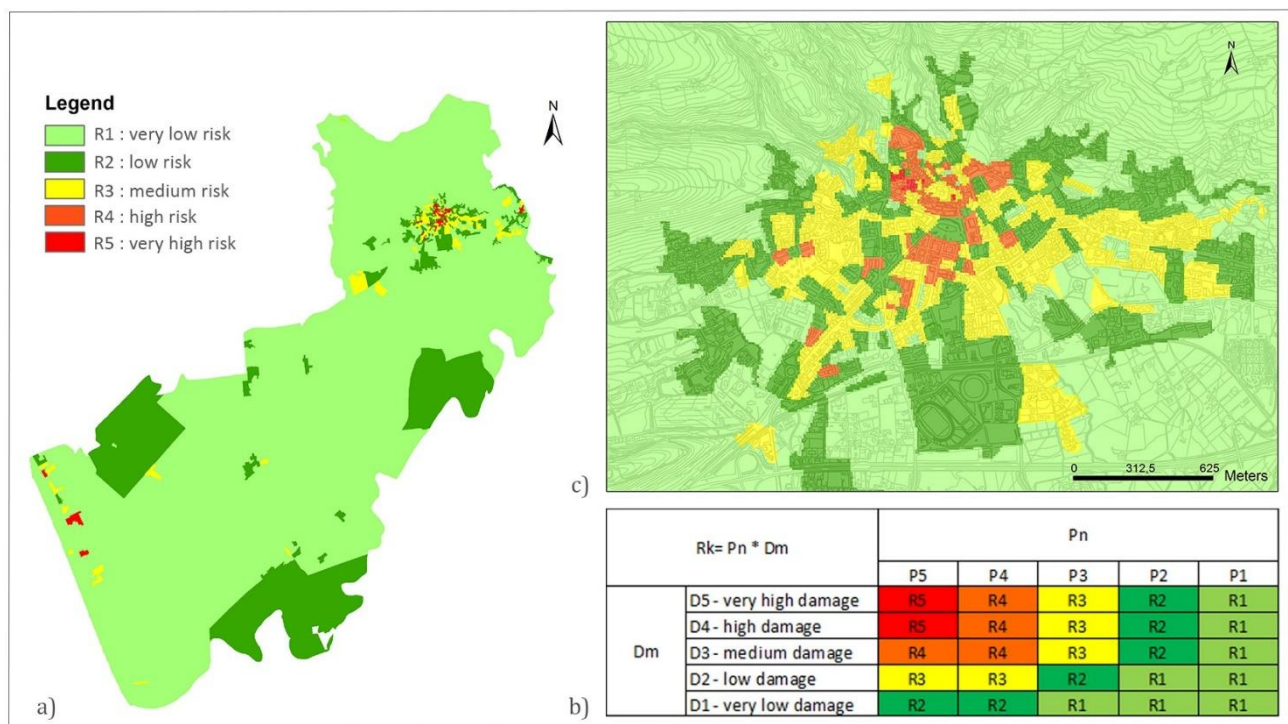 Legend
R1 : very low risk
R2 : low risk
R3 : medium risk
R4 : high risk
R5 : very high risk
N
a)
N
0 312,5 625
Meters
c)
Rk= Pn * Dm
Pn
P5 P4 P3 P2 P1
Dm
D5 - very high damage R5 R4 R3 R2 R1
D4 - high damage R5 R4 R3 R2 R1
D3 - medium damage R4 R4 R3 R2 R1
D2 - low damage R3 R3 R2 R1 R1
D1 - very low damage R2 R2 R1 R1 R1
b)